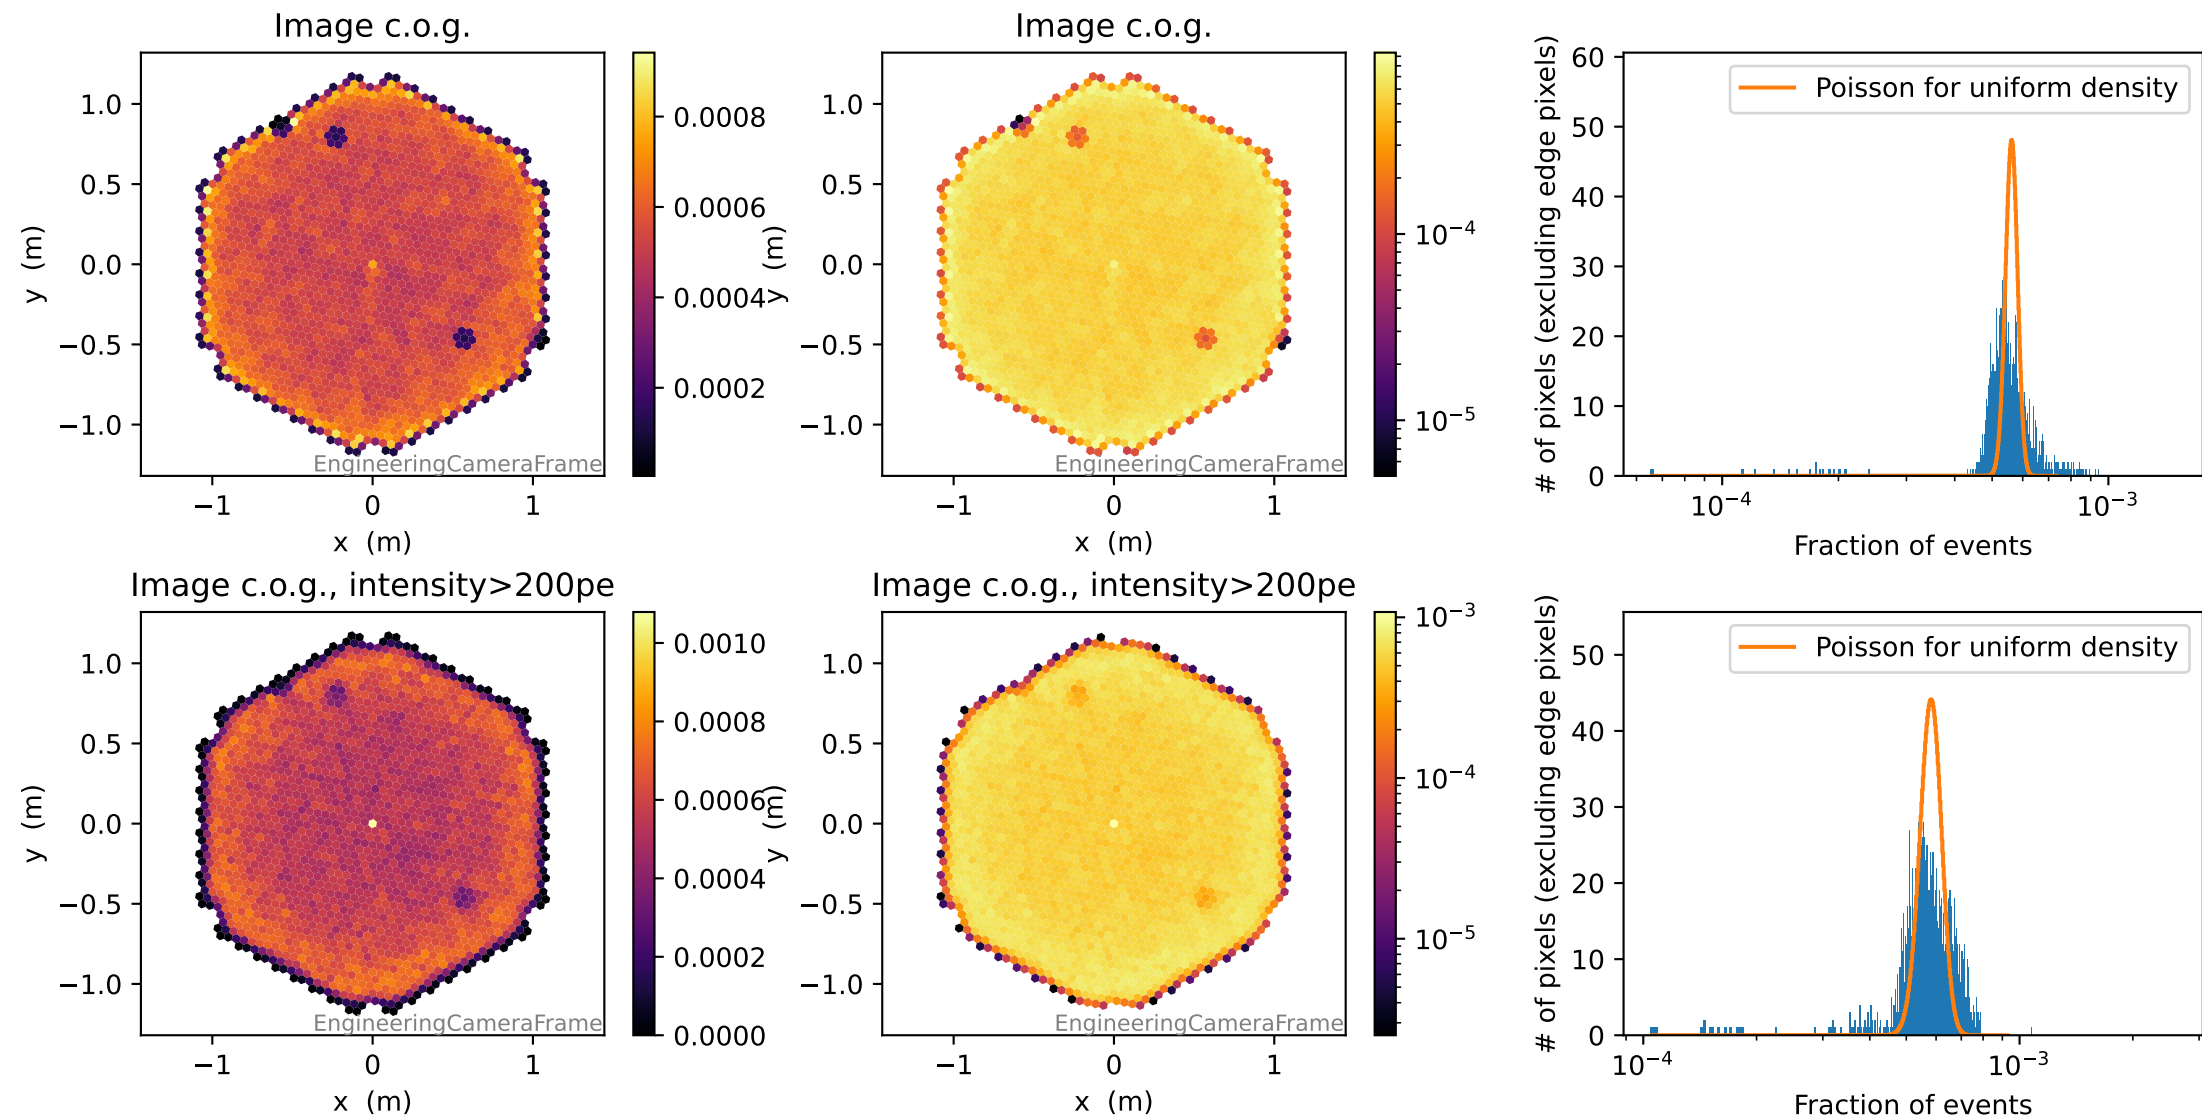 Image c.o.g.
y (m)
1.0
0.5
0.0
−0.5
−1.0
−1
0
1
x (m)
EngineeringCameraFrame
0.0008
0.0006
0.0004
0.0002
Image c.o.g.
y (m)
1.0
0.5
0.0
−0.5
−1.0
−1
0
1
x (m)
EngineeringCameraFrame
10⁻⁴
10⁻⁵
# of pixels (excluding edge pixels)
60
50
40
30
20
10
0
Poisson for uniform density
10⁻⁴
10⁻³
Fraction of events
Image c.o.g., intensity>200pe
y (m)
1.0
0.5
0.0
−0.5
−1.0
−1
0
1
x (m)
EngineeringCameraFrame
0.0010
0.0008
0.0006
0.0004
0.0002
0.0000
Image c.o.g., intensity>200pe
y (m)
1.0
0.5
0.0
−0.5
−1.0
−1
0
1
x (m)
EngineeringCameraFrame
10⁻³
10⁻⁴
10⁻⁵
# of pixels (excluding edge pixels)
50
40
30
20
10
0
Poisson for uniform density
10⁻⁴
10⁻³
Fraction of events